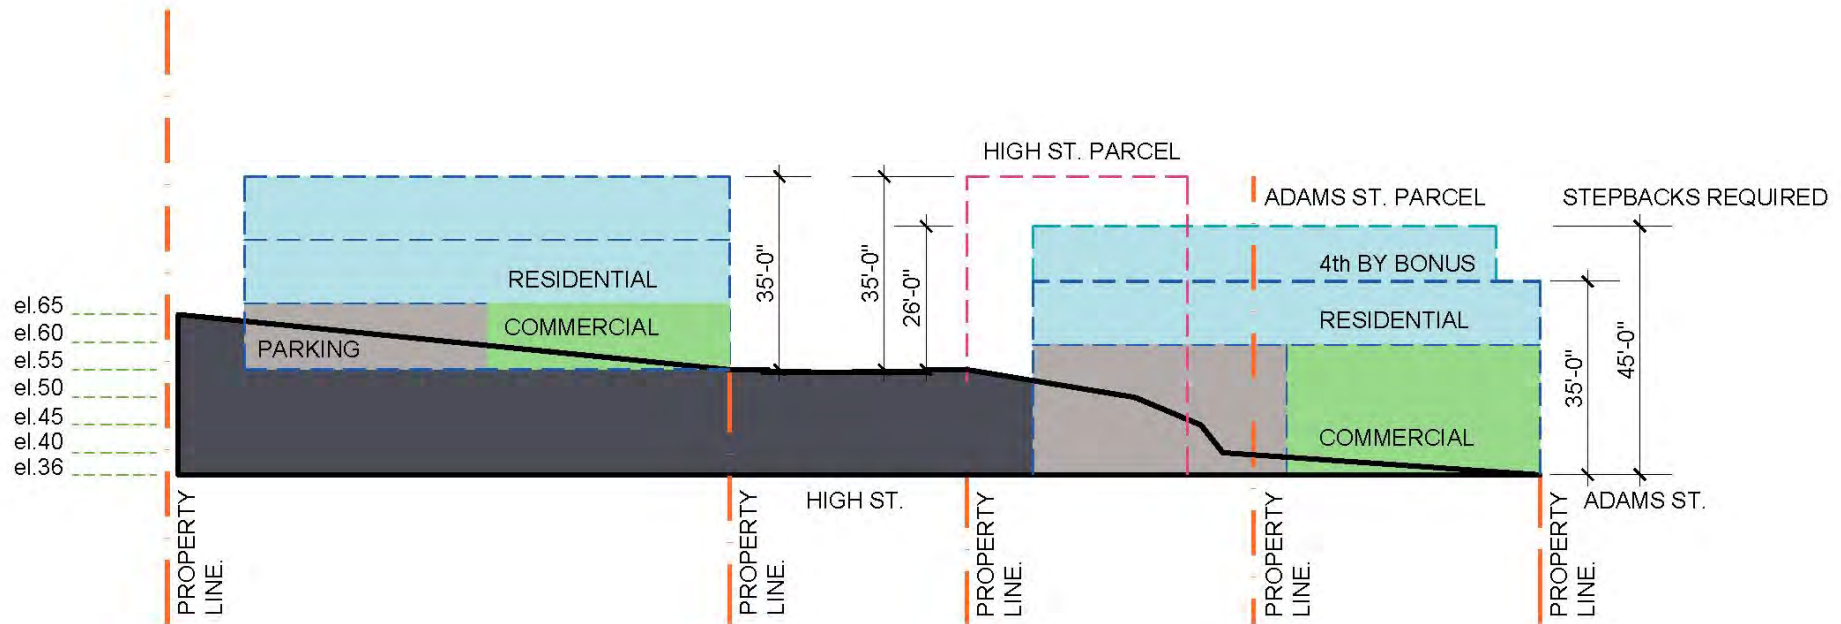 HIGH ST. PARCEL
ADAMS ST. PARCEL
STEPBACKS REQUIRED
35'-0"
35'-0"
26'-0"
4th BY BONUS
RESIDENTIAL
RESIDENTIAL
COMMERCIAL
PARKING
35'-0"
45'-0"
COMMERCIAL
el.65
el.60
el.55
el.50
el.45
el.40
el.36
HIGH ST.
ADAMS ST.
PROPERTY
LINE.
PROPERTY
LINE.
PROPERTY
LINE.
PROPERTY
LINE.
PROPERTY
LINE.